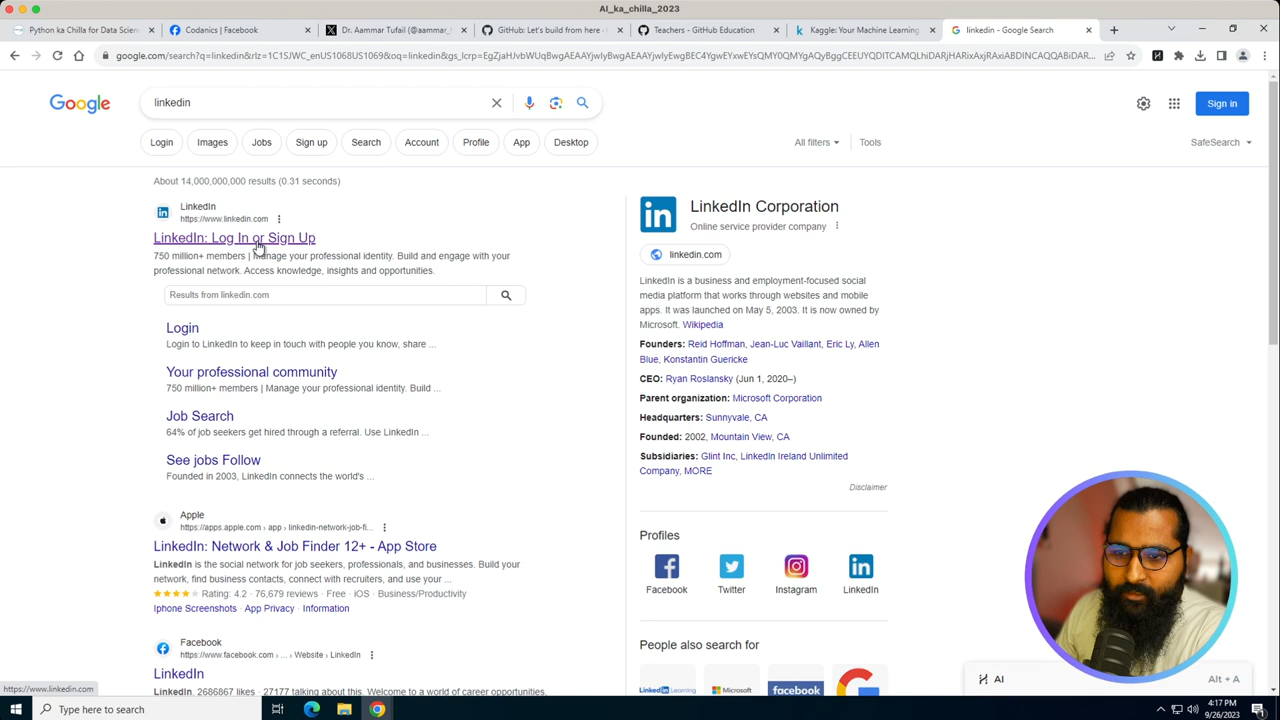 AI_ka_chilla_2023
Python ka Chilla for Data Scien
Codanics | Facebook
Dr. Aammar Tufail (@aammar_
GitHub: Let's build from here ·
Teachers - GitHub Education
Kaggle: Your Machine Learning
linkedin - Google Search
google.com/search?q=linkedin&rlz=1C1SJWC_enUS1068US1069&oq=linkedin&gs_lcrp=
Google
linkedin
Sign in
Login
Images
Jobs
Sign up
Search
Account
Profile
App
Desktop
All filters
Tools
SafeSearch
About 14,000,000,000 results (0.31 seconds)
LinkedIn
https://www.linkedin.com
LinkedIn: Log In or Sign Up
750 million+ members | Manage your professional identity. Build and engage with your
professional network. Access knowledge, insights and opportunities.
Results from linkedin.com
Login
Login to LinkedIn to keep in touch with people you know, share ...
Your professional community
750 million+ members | Manage your professional identity. Build ...
Job Search
64% of job seekers get hired through a referral. Use LinkedIn ...
See jobs Follow
Founded in 2003, LinkedIn connects the world's ...
Apple
https://apps.apple.com › app › linkedin-network-job-fi...
LinkedIn: Network & Job Finder 12+ - App Store
LinkedIn is the social network for job seekers, professionals, and businesses. Build your
network, find business contacts, connect with recruiters, and use your ...
Rating: 4.2 · 76,679 reviews · Free · iOS · Business/Productivity
Iphone Screenshots · App Privacy · Information
Facebook
https://www.facebook.com › ... › Website › LinkedIn
LinkedIn
LinkedIn. 2686867 likes · 27177 talking about this. Welcome to a world of career opportunities.
LinkedIn Corporation
Online service provider company
linkedin.com
LinkedIn is a business and employment-focused social
media platform that works through websites and mobile
apps. It was launched on May 5, 2003. It is now owned by
Microsoft. Wikipedia
Founders: Reid Hoffman, Jean-Luc Vaillant, Eric Ly, Allen
Blue, Konstantin Guericke
CEO: Ryan Roslansky (Jun 1, 2020–)
Parent organization: Microsoft Corporation
Headquarters: Sunnyvale, CA
Founded: 2002, Mountain View, CA
Subsidiaries: Glint Inc, LinkedIn Ireland Unlimited
Company, MORE
Disclaimer
Profiles
Facebook
Twitter
Instagram
LinkedIn
People also search for
Linked in Learning
Microsoft
facebook
AI
Alt + A
https://www.linkedin.com
Type here to search
4:17 PM
9/26/2023